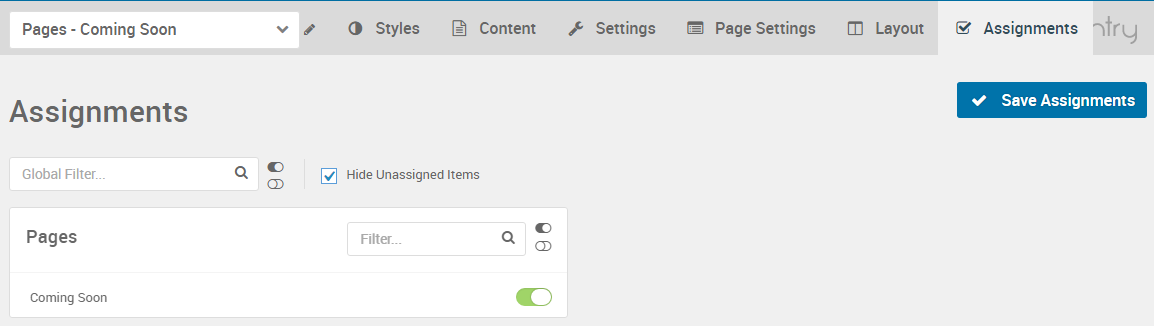 Pages - Coming Soon
Styles
Content
Settings
Page Settings
Layout
Assignments
ntry
Assignments
Save Assignments
Global Filter...
Hide Unassigned Items
Pages
Filter...
Coming Soon